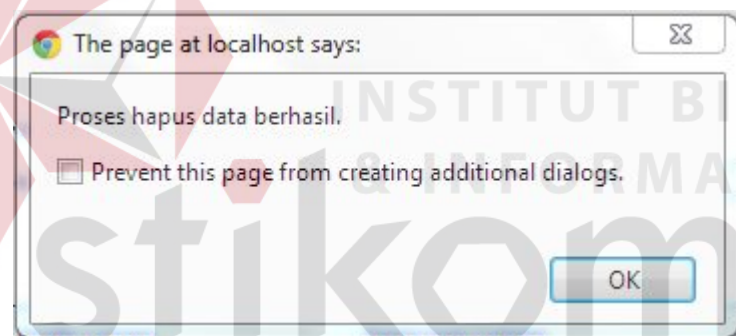 The page at localhost says:
INSTITUT BI
Proses hapus data berhasil.
& INFORMA
Prevent this page from creating additional dialogs.
stikom
OK